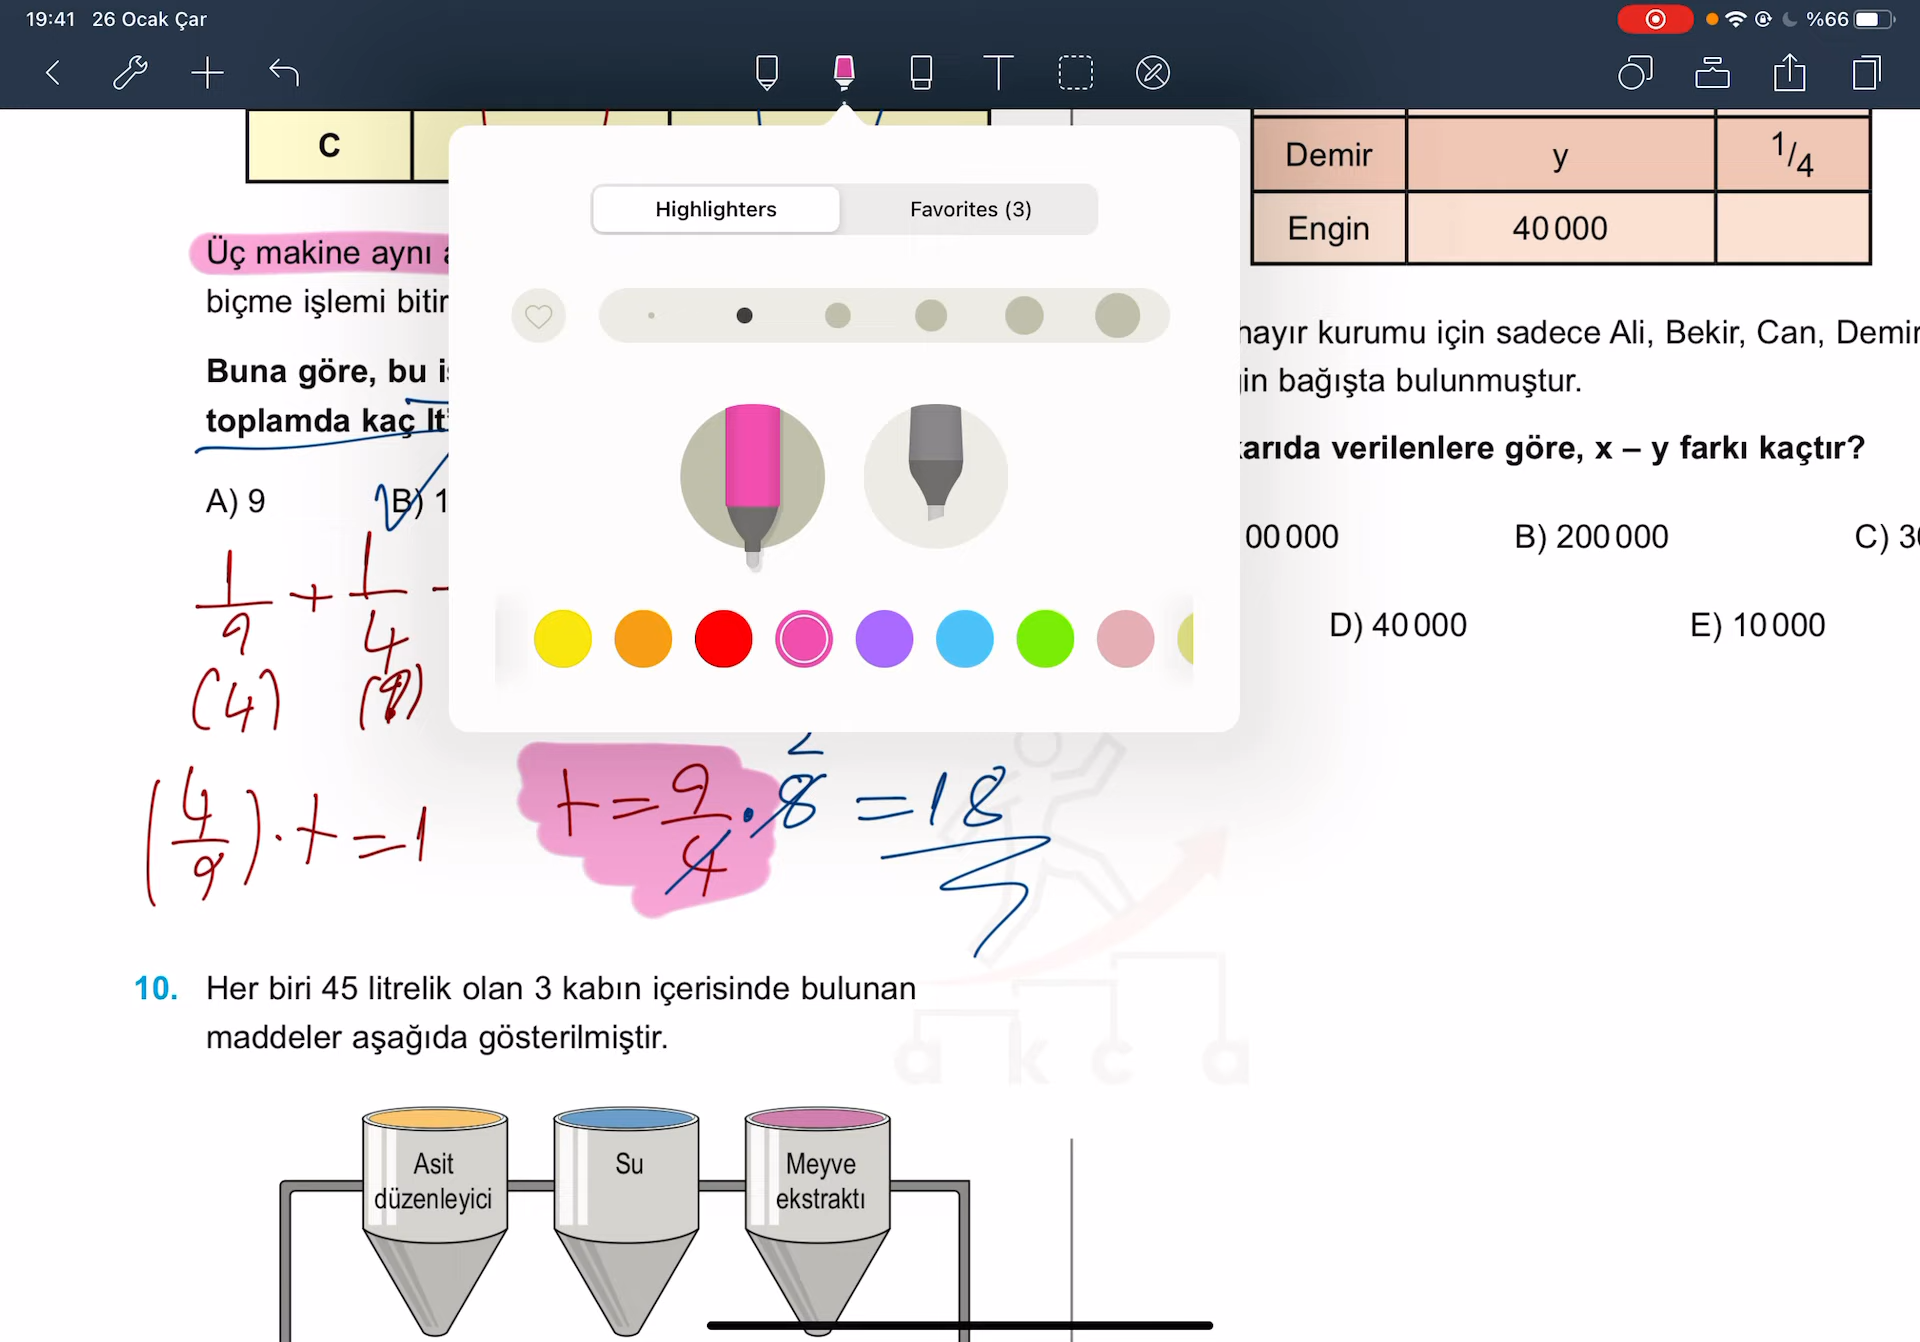 19:41 26 Ocak Çar
%66
Highlighters
Favorites (3)
C
Üç makine aynı
biçme işlemi bitir
Buna göre, bu
toplamda kaç lt
A) 9
B) 1
1/9 + 1/4 -
(4) (9)
(4/9) . t = 1
t = 9/4 . 8 = 18
2
10. Her biri 45 litrelik olan 3 kabın içerisinde bulunan
maddeler aşağıda gösterilmiştir.
Asit
düzenleyici
Su
Meyve
ekstraktı
Demir y 1/4
Engin 40 000
hayır kurumu için sadece Ali, Bekir, Can, Demir
in bağışta bulunmuştur.
arıda verilenlere göre, x – y farkı kaçtır?
00 000
B) 200 000
C) 3
D) 40 000
E) 10 000
akca